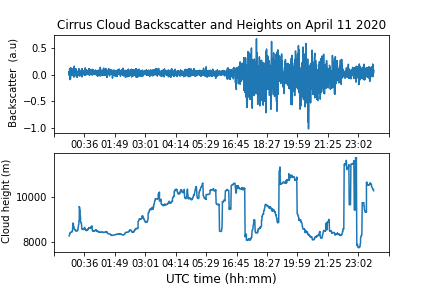 Cirrus Cloud Backscatter and Heights on April 11 2020
Backscatter (a.u)
0.5
0.0
−0.5
−1.0
00:36 01:49 03:01 04:14 05:29 16:45 18:27 19:59 21:25 23:02
Cloud height (m)
10000
8000
00:36 01:49 03:01 04:14 05:29 16:45 18:27 19:59 21:25 23:02
UTC time (hh:mm)